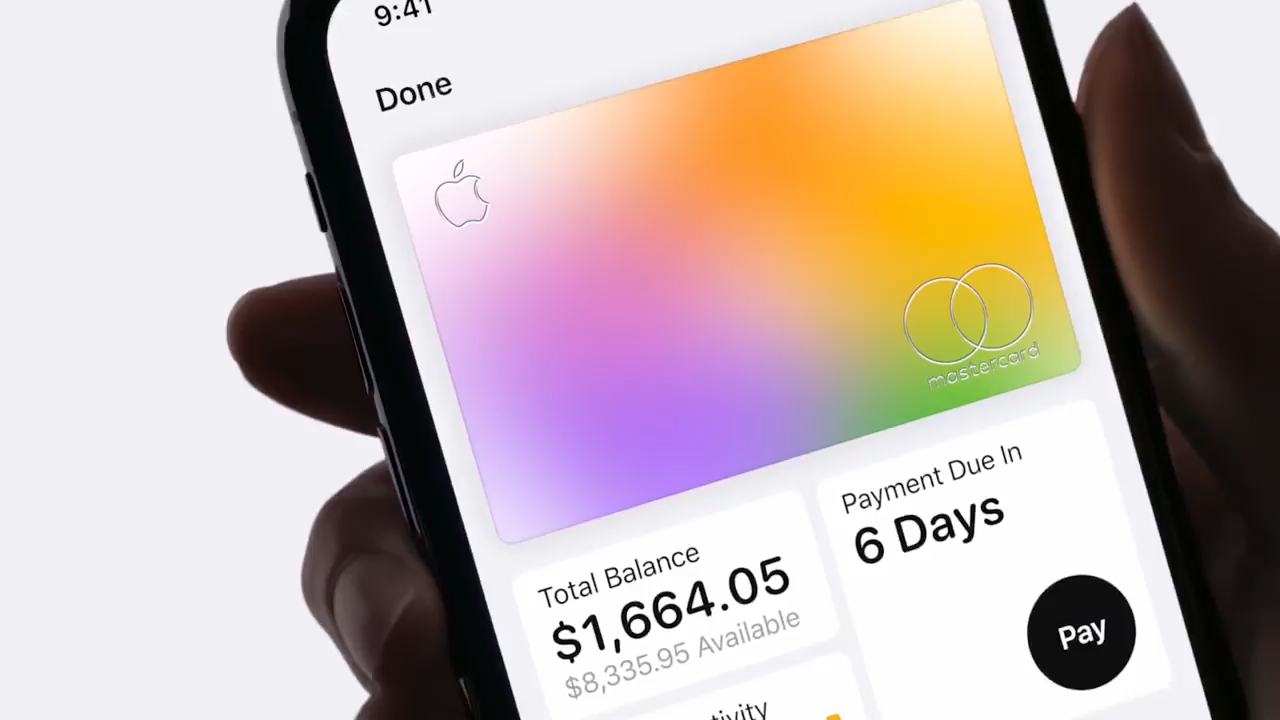 9:41
Done
mastercard
Total Balance
$1,664.05
$8,335.95 Available
Payment Due In
6 Days
Pay